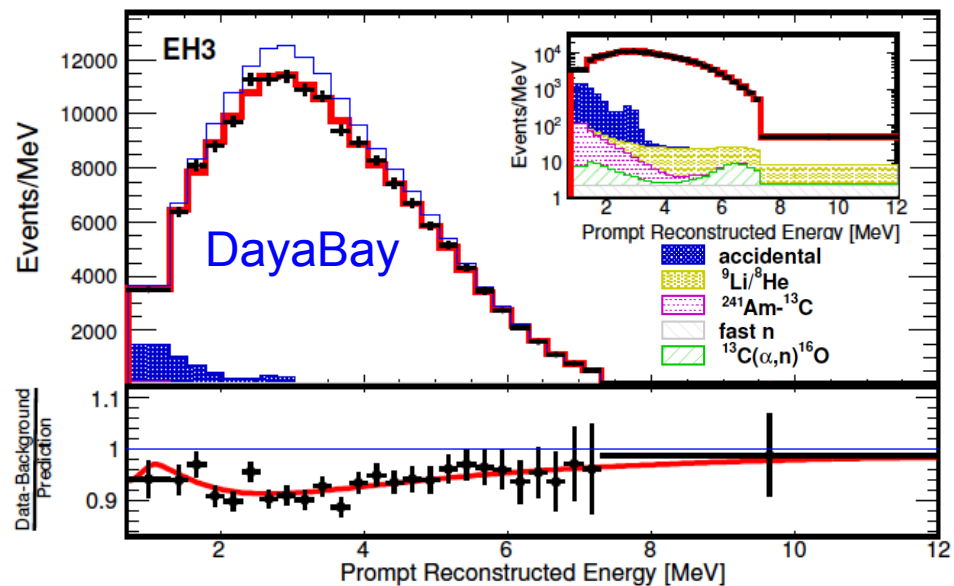 EH3
DayaBay
Events/MeV
12000
10000
8000
6000
4000
2000
Events/MeV
10⁴
10³
10²
10
1
2 4 6 8 10 12
Prompt Reconstructed Energy [MeV]
accidental
⁹Li/⁸He
²⁴¹Am-¹³C
fast n
¹³C(α,n)¹⁶O
Data-Background
Prediction
1.1
1
0.9
2 4 6 8 10 12
Prompt Reconstructed Energy [MeV]